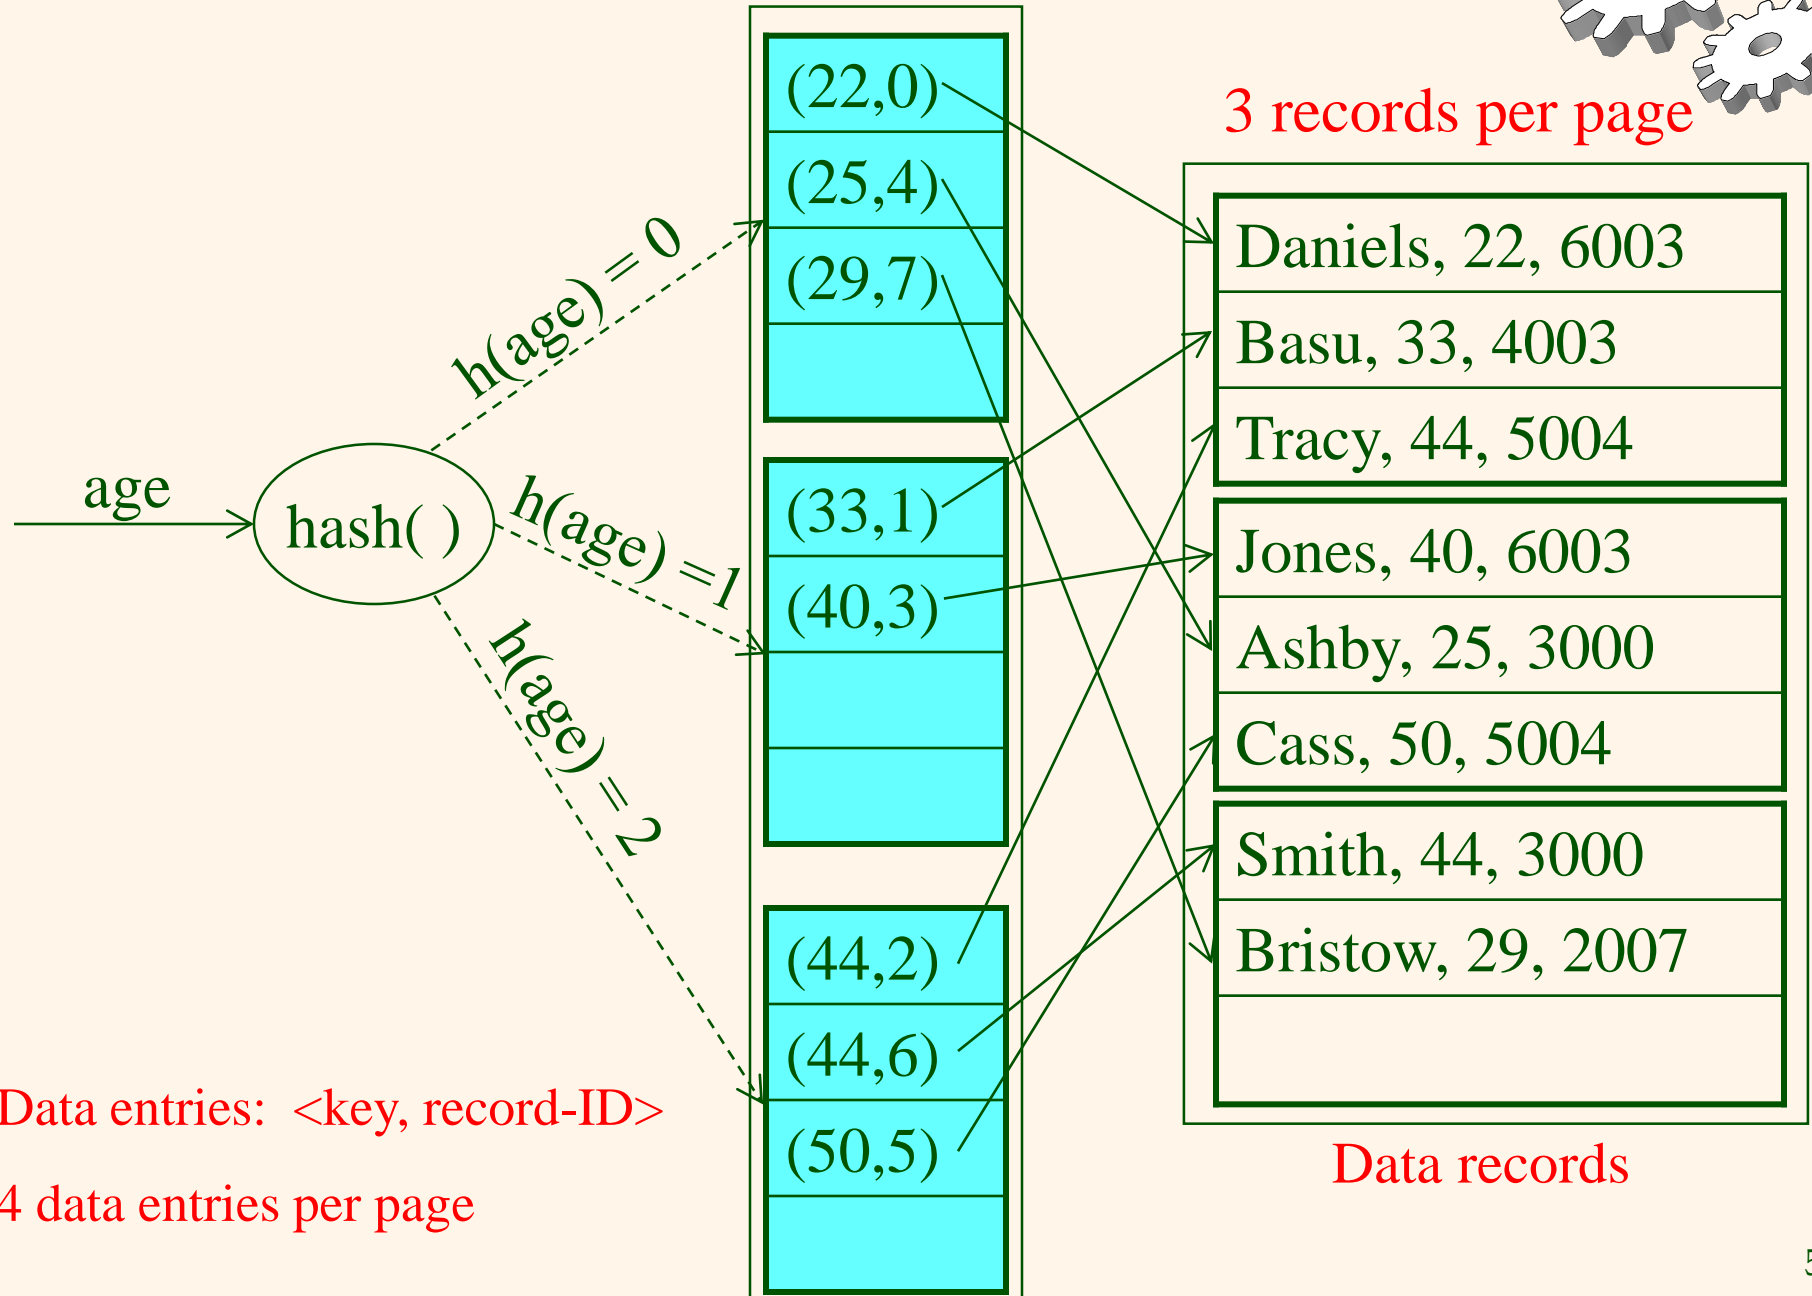 age
hash( )
h(age) = 0
h(age) =1
h(age) = 2
(22,0)
(25,4)
(29,7)
(33,1)
(40,3)
(44,2)
(44,6)
(50,5)
3 records per page
Daniels, 22, 6003
Basu, 33, 4003
Tracy, 44, 5004
Jones, 40, 6003
Ashby, 25, 3000
Cass, 50, 5004
Smith, 44, 3000
Bristow, 29, 2007
Data records
Data entries: <key, record-ID>
4 data entries per page